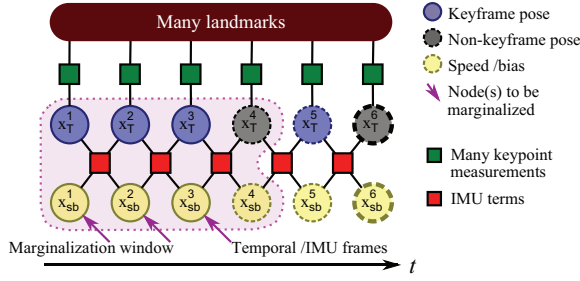 Many landmarks
Keyframe pose
Non-keyframe pose
Speed /bias
Node(s) to be
marginalized
Many keypoint
measurements
IMU terms
x_T^1 x_T^2 x_T^3 x_T^4 x_T^5 x_T^6
x_sb^1 x_sb^2 x_sb^3 x_sb^4 x_sb^5 x_sb^6
Marginalization window
Temporal /IMU frames
t